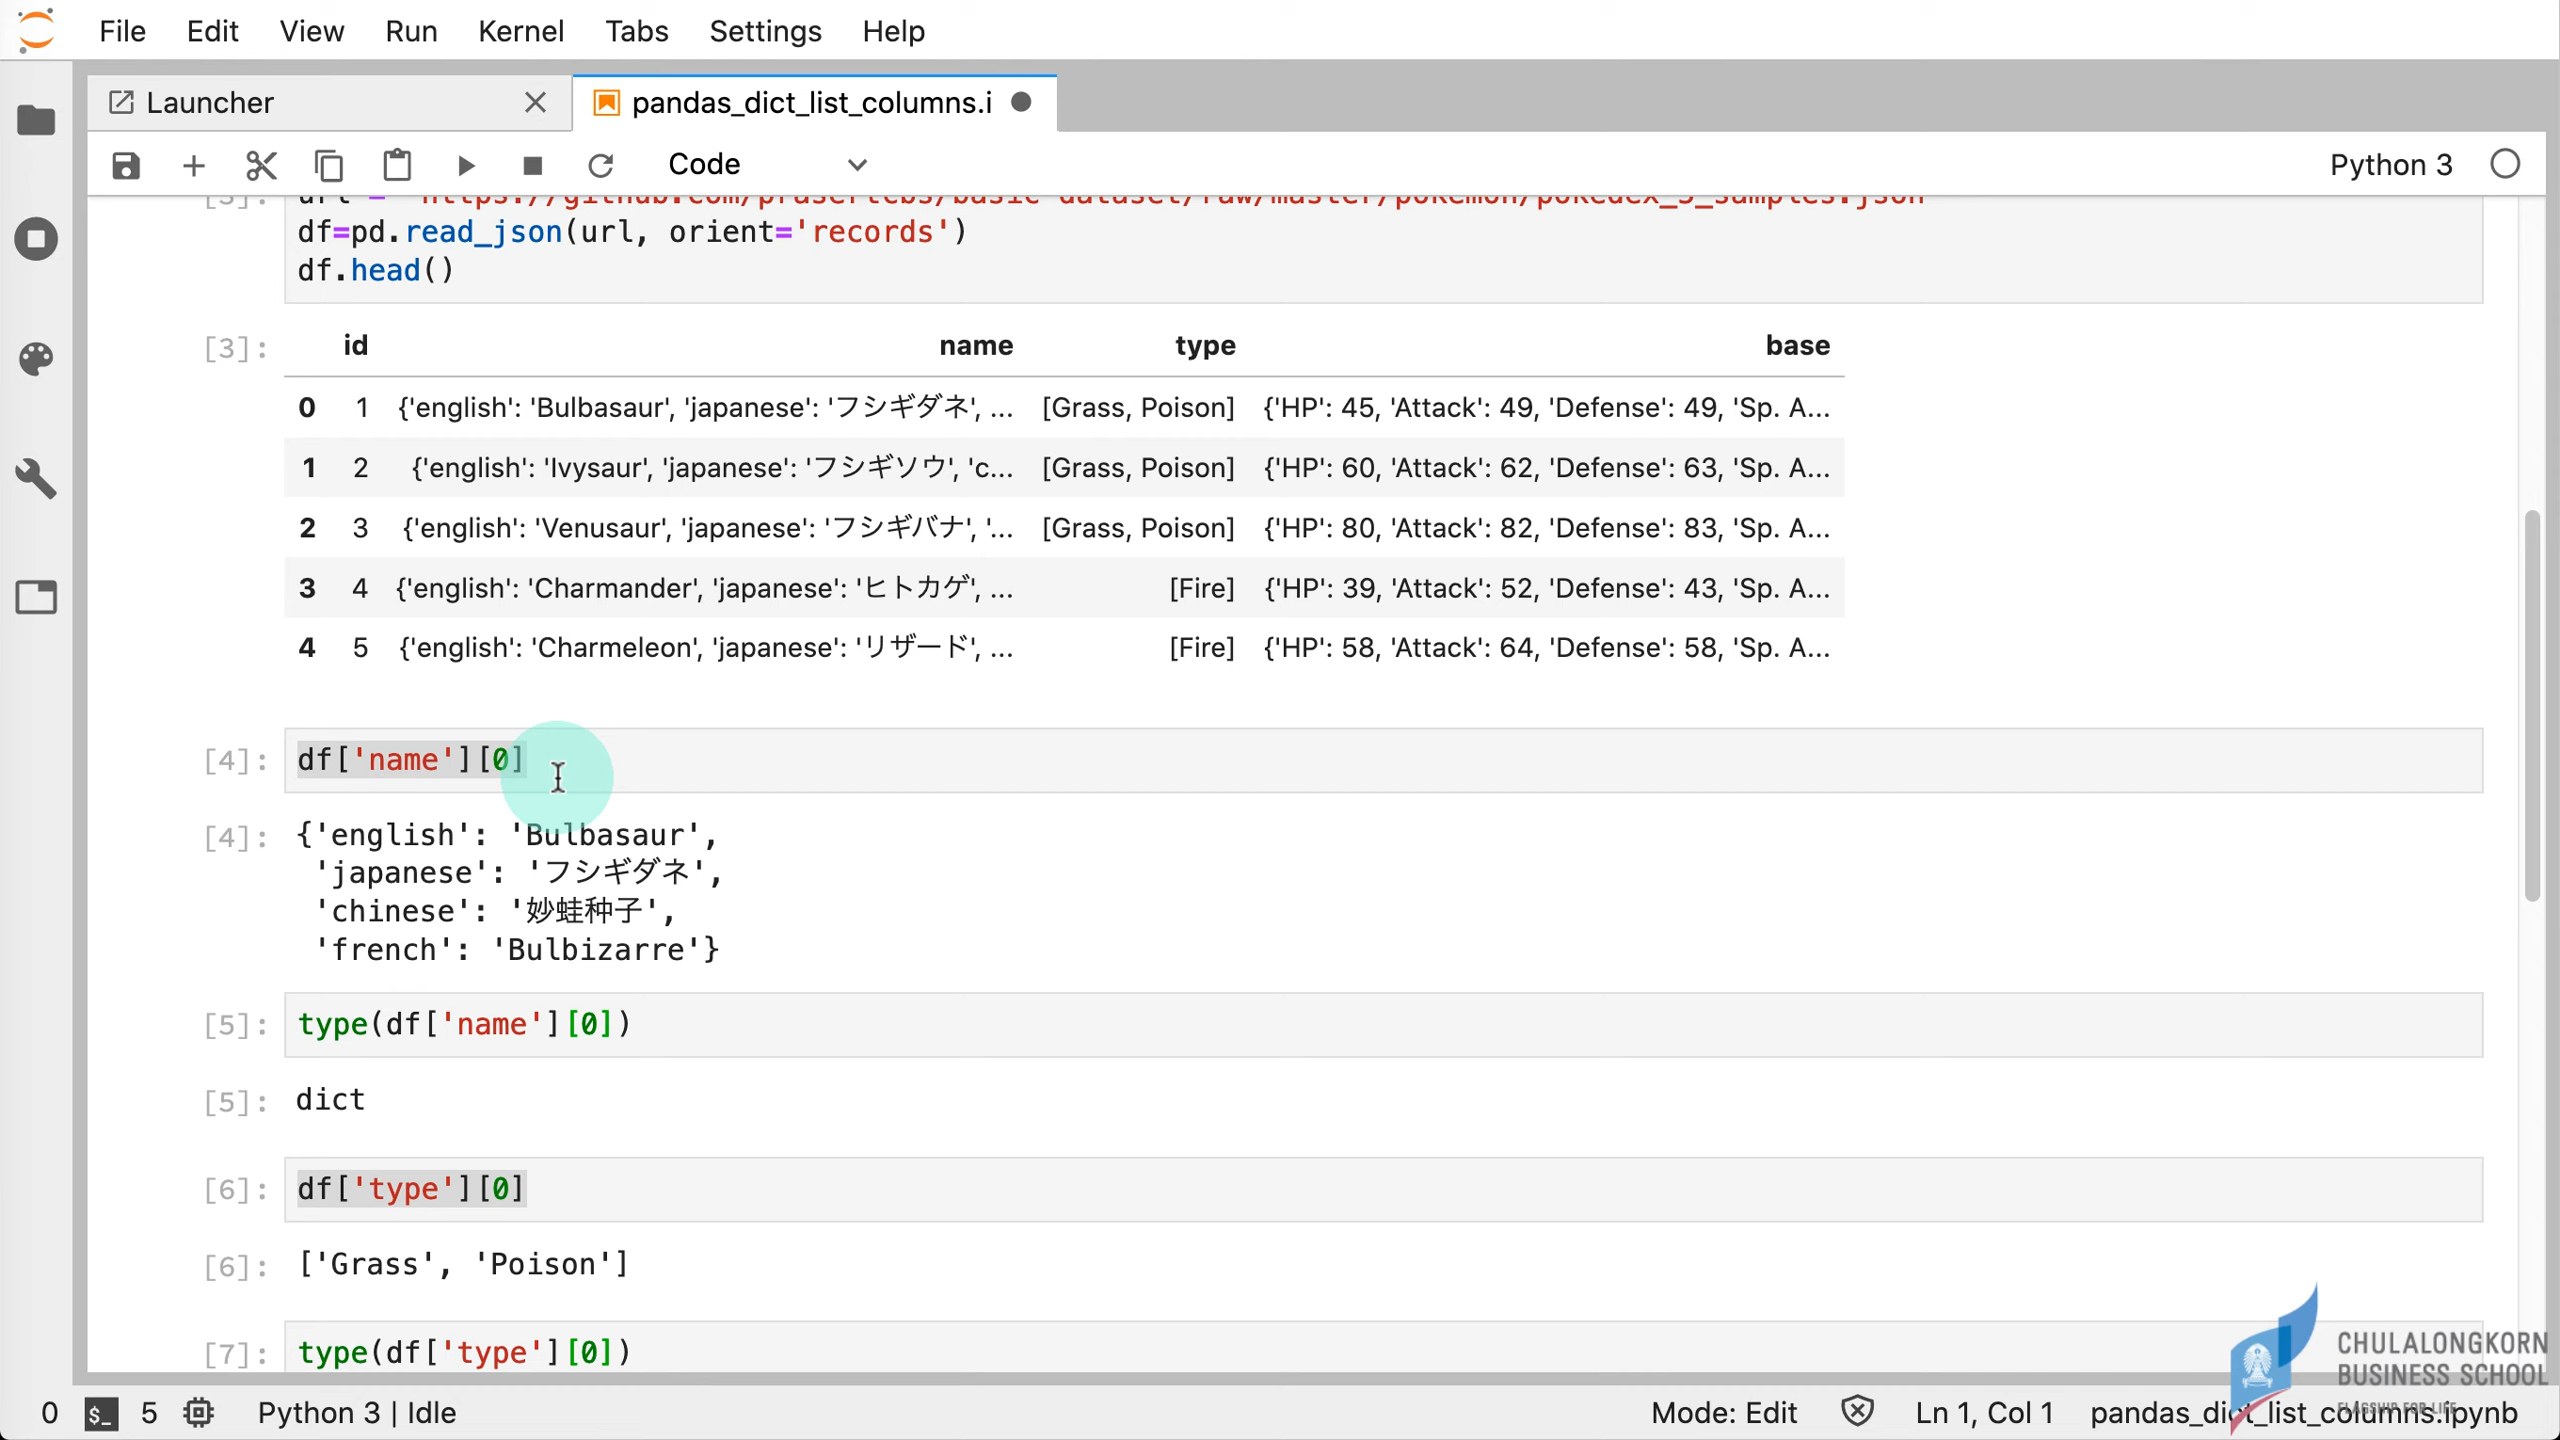 File Edit View Run Kernel Tabs Settings Help
Launcher
pandas_dict_list_columns.i
Code
Python 3
df=pd.read_json(url, orient='records')
df.head()
[3]: id name type base
0 1 {'english': 'Bulbasaur', 'japanese': 'フシギダネ', ... [Grass, Poison] {'HP': 45, 'Attack': 49, 'Defense': 49, 'Sp. A...
1 2 {'english': 'Ivysaur', 'japanese': 'フシギソウ', 'c... [Grass, Poison] {'HP': 60, 'Attack': 62, 'Defense': 63, 'Sp. A...
2 3 {'english': 'Venusaur', 'japanese': 'フシギバナ', '... [Grass, Poison] {'HP': 80, 'Attack': 82, 'Defense': 83, 'Sp. A...
3 4 {'english': 'Charmander', 'japanese': 'ヒトカゲ', ... [Fire] {'HP': 39, 'Attack': 52, 'Defense': 43, 'Sp. A...
4 5 {'english': 'Charmeleon', 'japanese': 'リザード', ... [Fire] {'HP': 58, 'Attack': 64, 'Defense': 58, 'Sp. A...
[4]: df['name'][0]
[4]: {'english': 'Bulbasaur',
'japanese': 'フシギダネ',
'chinese': '妙蛙种子',
'french': 'Bulbizarre'}
[5]: type(df['name'][0])
[5]: dict
[6]: df['type'][0]
[6]: ['Grass', 'Poison']
[7]: type(df['type'][0])
CHULALONGKORN
BUSINESS SCHOOL
FLAGSHIP FOR LIFE
0 $_ 5 Python 3 | Idle Mode: Edit Ln 1, Col 1 pandas_dict_list_columns.ipynb